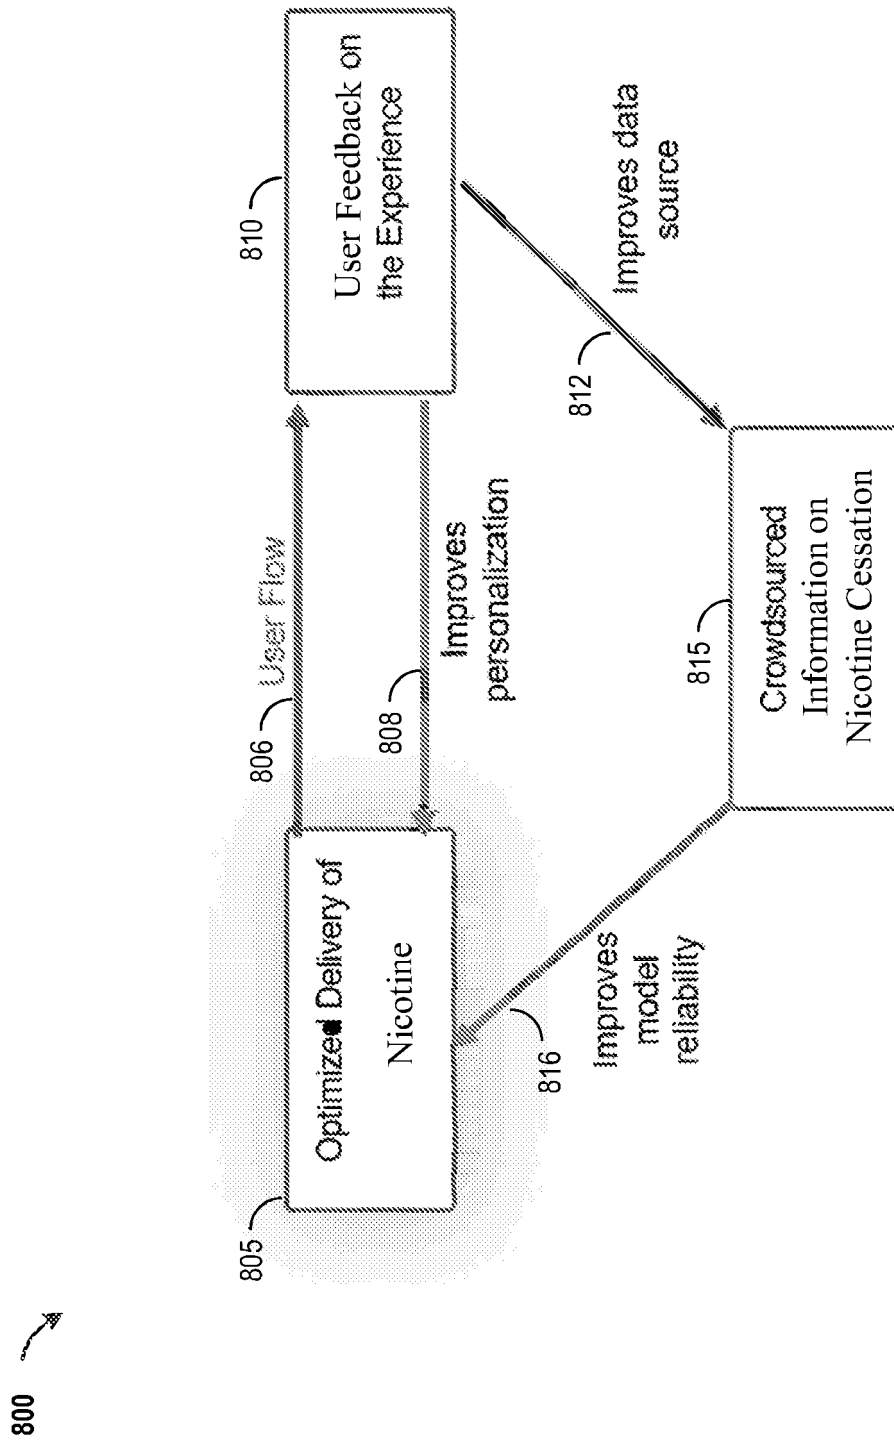 800
805
Optimized Delivery of
Nicotine
806
User Flow
808
Improves
personalization
810
User Feedback on
the Experience
812
Improves data
source
815
Crowdsourced
Information on
Nicotine Cessation
816
Improves
model
reliability